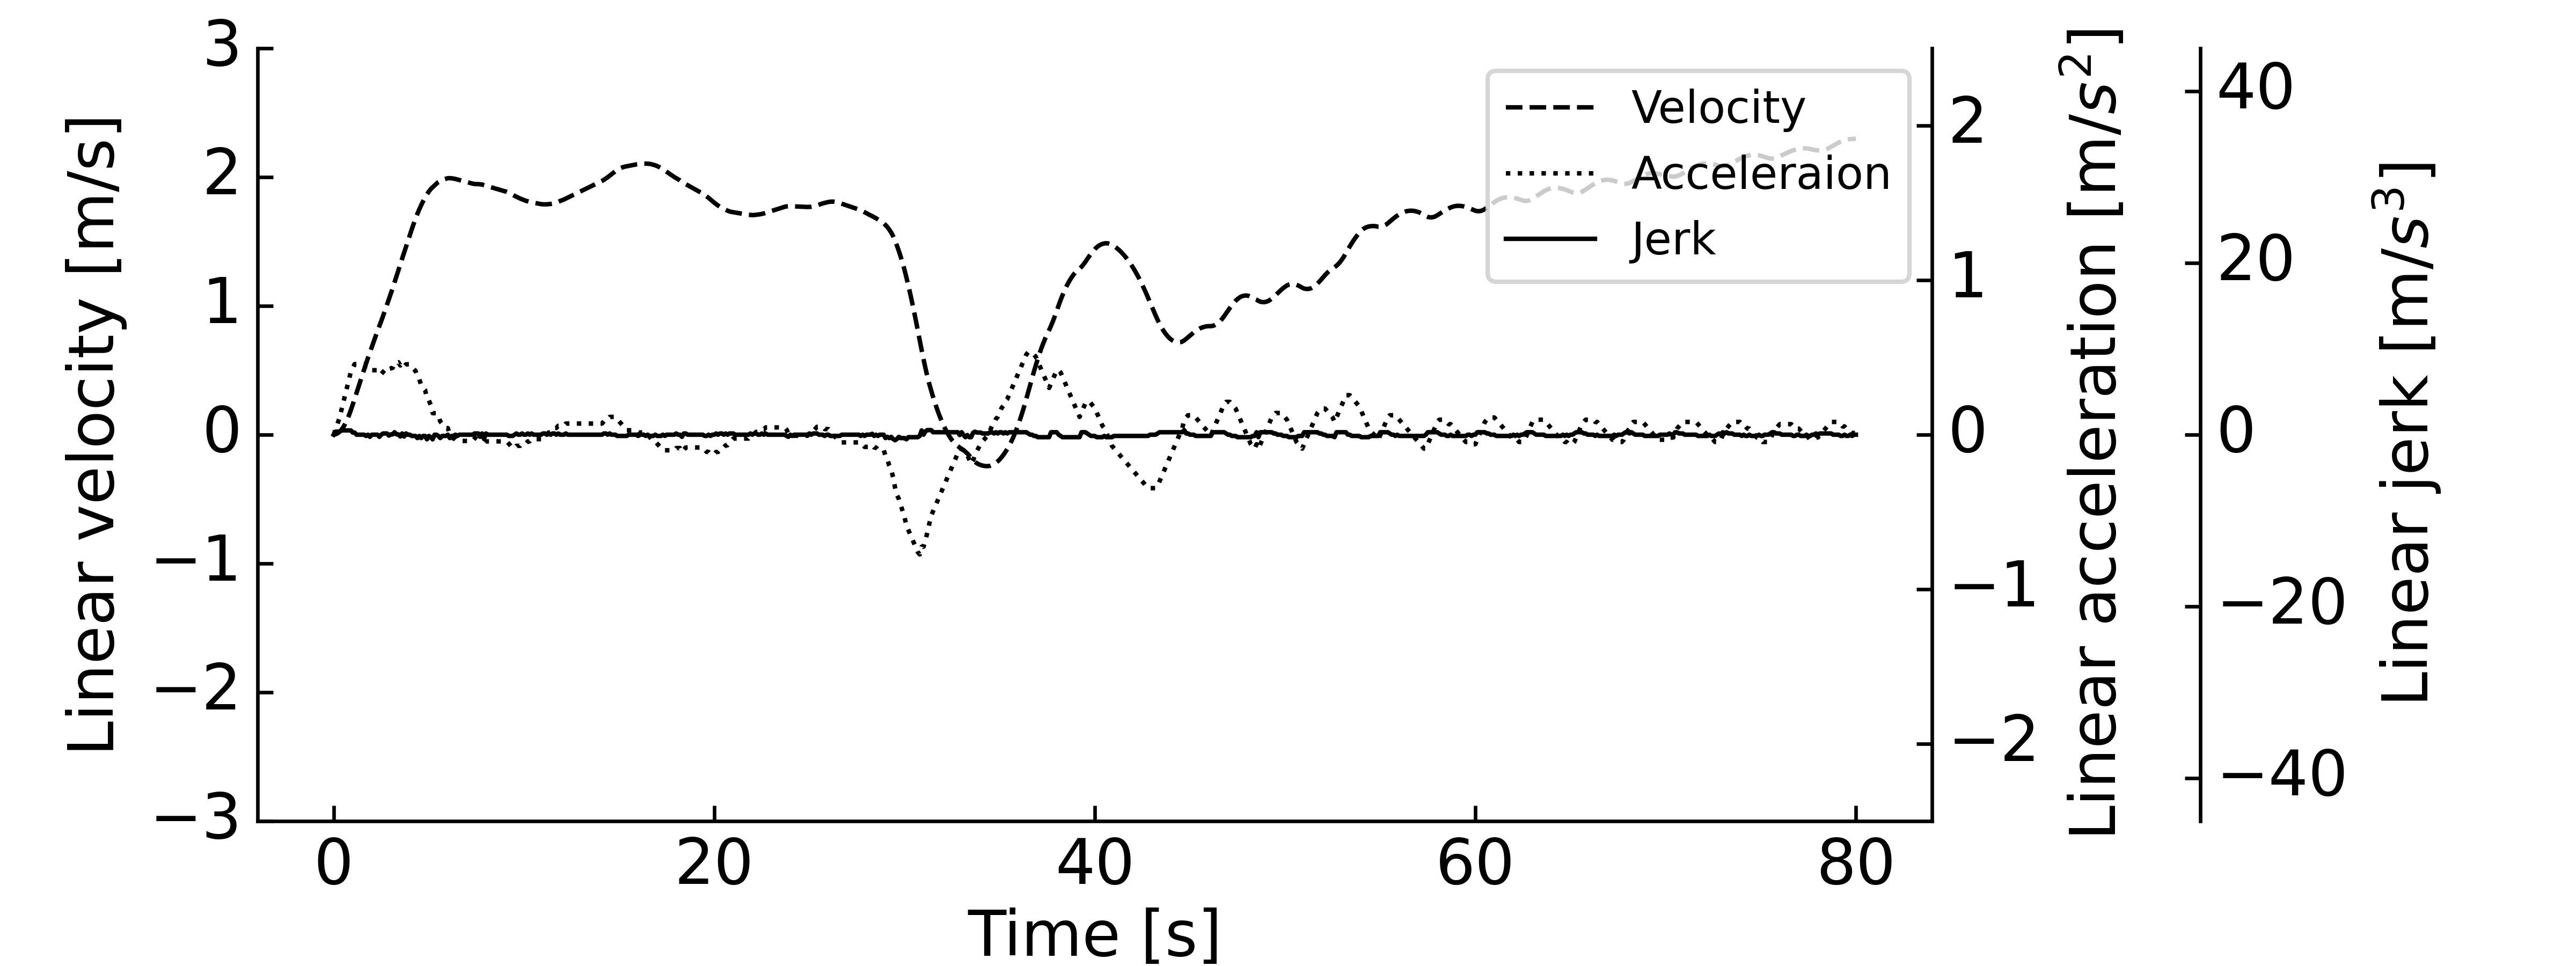 Linear velocity [m/s]
3
2
1
0
−1
−2
−3
0 20 40 60 80
Time [s]
Velocity
Acceleraion
Jerk
2
1
0
−1
−2
Linear acceleration [m/s²]
40
20
0
−20
−40
Linear jerk [m/s³]